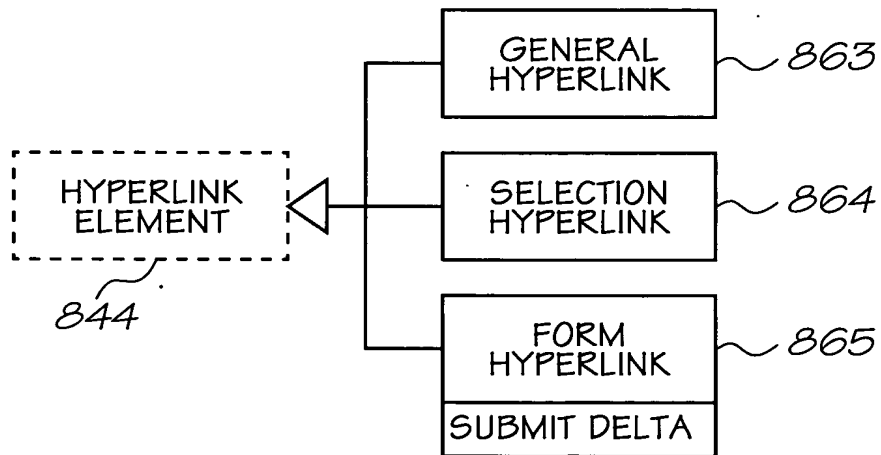 GENERAL
HYPERLINK
863
HYPERLINK
ELEMENT
844
SELECTION
HYPERLINK
864
FORM
HYPERLINK
865
SUBMIT DELTA